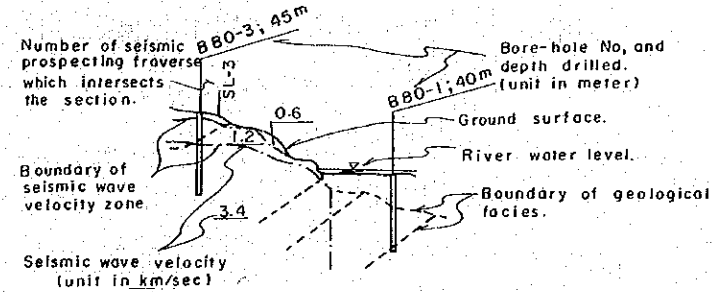 B80-3; 45m
Number of seismic
prospecting traverse
which intersects
the section.
SL-3
0.6
1.2
Bore-hole No, and
depth drilled.
(unit in meter)
B80-1; 40m
Ground surface.
River water level.
Boundary of
seismic wave
velocity zone
3.4
Boundary of geological
facies.
Seismic wave velocity
(unit in km/sec)